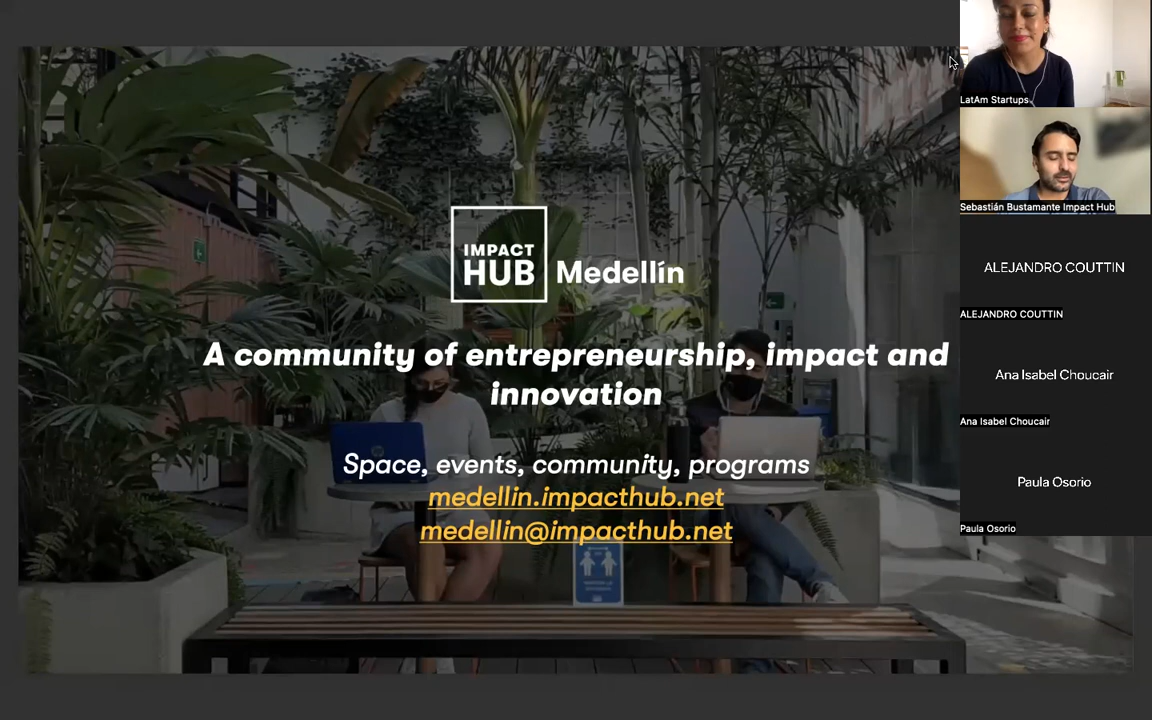 IMPACT
HUB Medellín
A community of entrepreneurship, impact and
innovation
Space, events, community, programs
medellin.impacthub.net
medellin@impacthub.net
LatAm Startups
Sebastián Bustamante Impact Hub
ALEJANDRO COUTTIN
ALEJANDRO COUTTIN
Ana Isabel Choucair
Ana Isabel Choucair
Paula Osorio
Paula Osorio